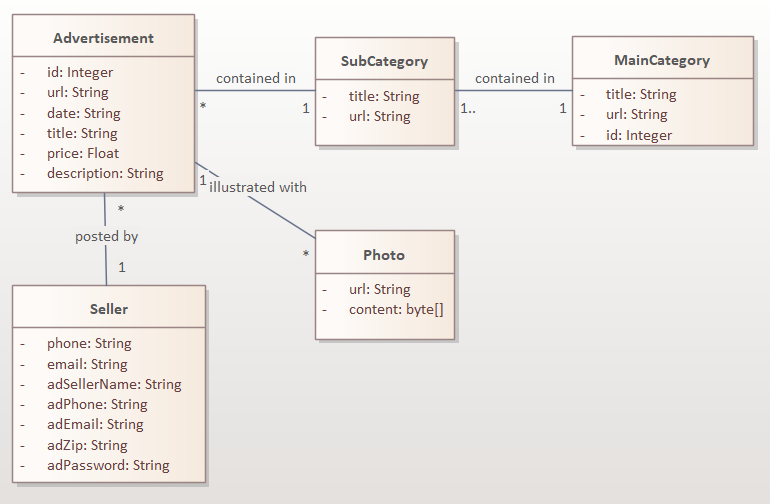 Advertisement
- id: Integer
- url: String
- date: String
- title: String
- price: Float
- description: String
contained in
*
1
SubCategory
- title: String
- url: String
contained in
1..
1
MainCategory
- title: String
- url: String
- id: Integer
1
illustrated with
*
Photo
- url: String
- content: byte[]
*
posted by
1
Seller
- phone: String
- email: String
- adSellerName: String
- adPhone: String
- adEmail: String
- adZip: String
- adPassword: String